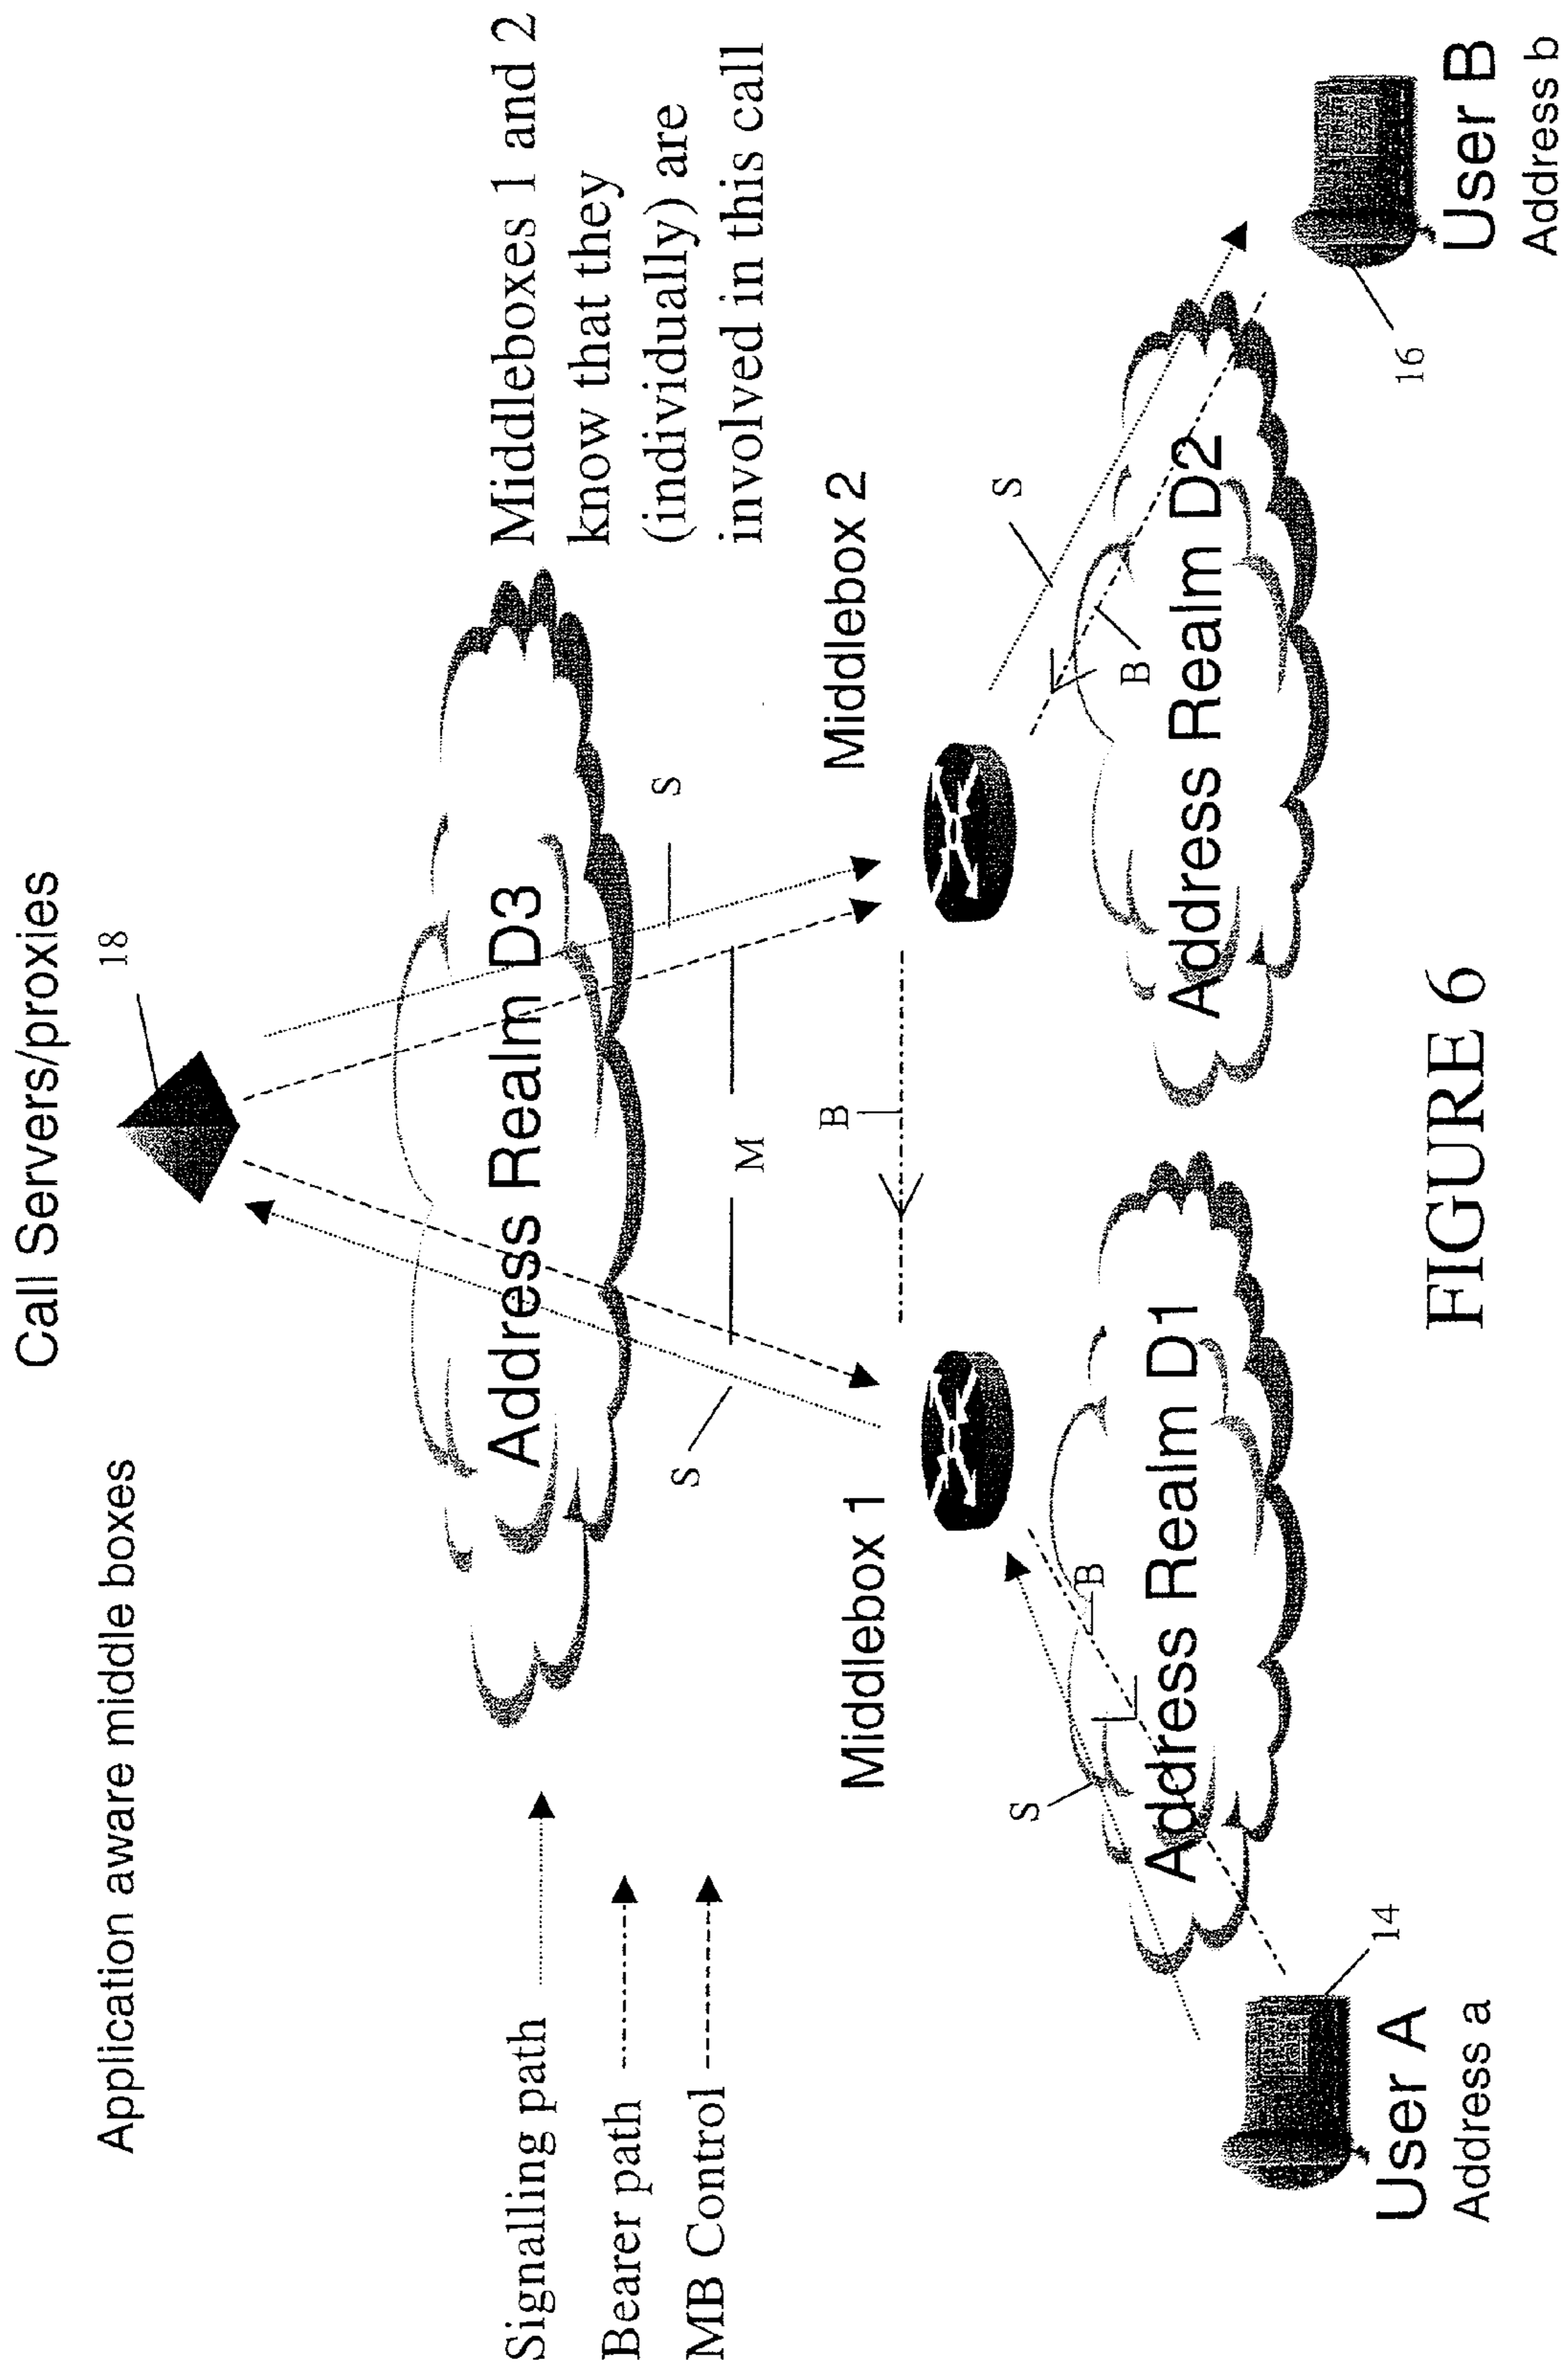 Call Servers/proxies
Application aware middle boxes
18
Signalling path
Bearer path
MB Control
Address Realm D3
Middleboxes 1 and 2
know that they
(individually) are
involved in this call
S
S
M
B
Middlebox 1
Middlebox 2
S
B
S
B
Address Realm D1
Address Realm D2
14
User A
Address a
16
User B
Address b
FIGURE 6